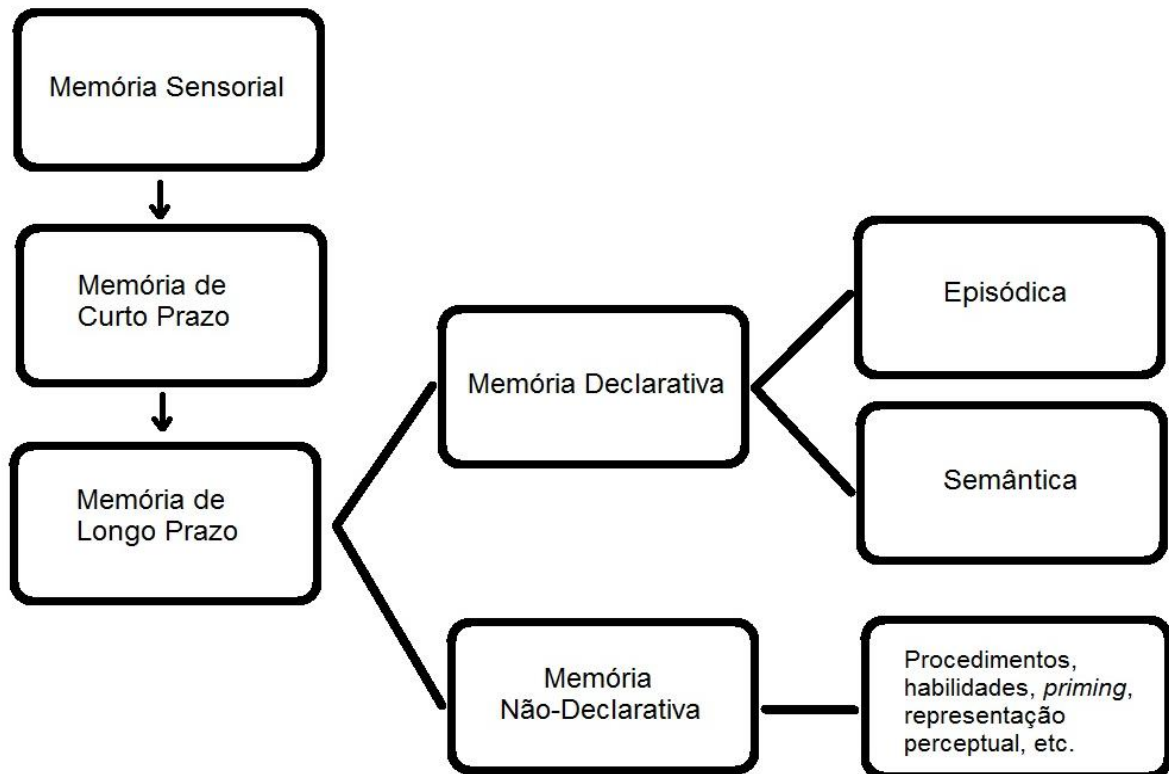 Memória Sensorial
Memória de
Curto Prazo
Memória de
Longo Prazo
Memória Declarativa
Episódica
Semântica
Memória
Não-Declarativa
Procedimentos,
habilidades, priming,
representação
perceptual, etc.